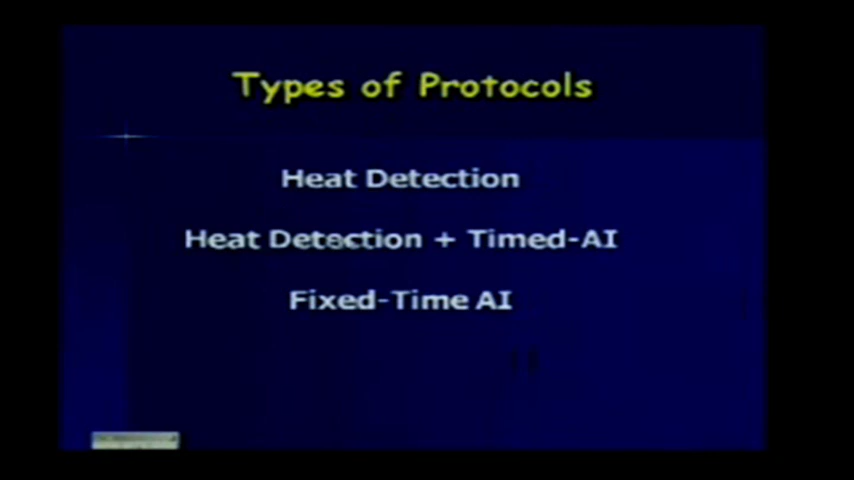 Types of Protocols
Heat Detection
Heat Detection + Timed-AI
Fixed-Time AI